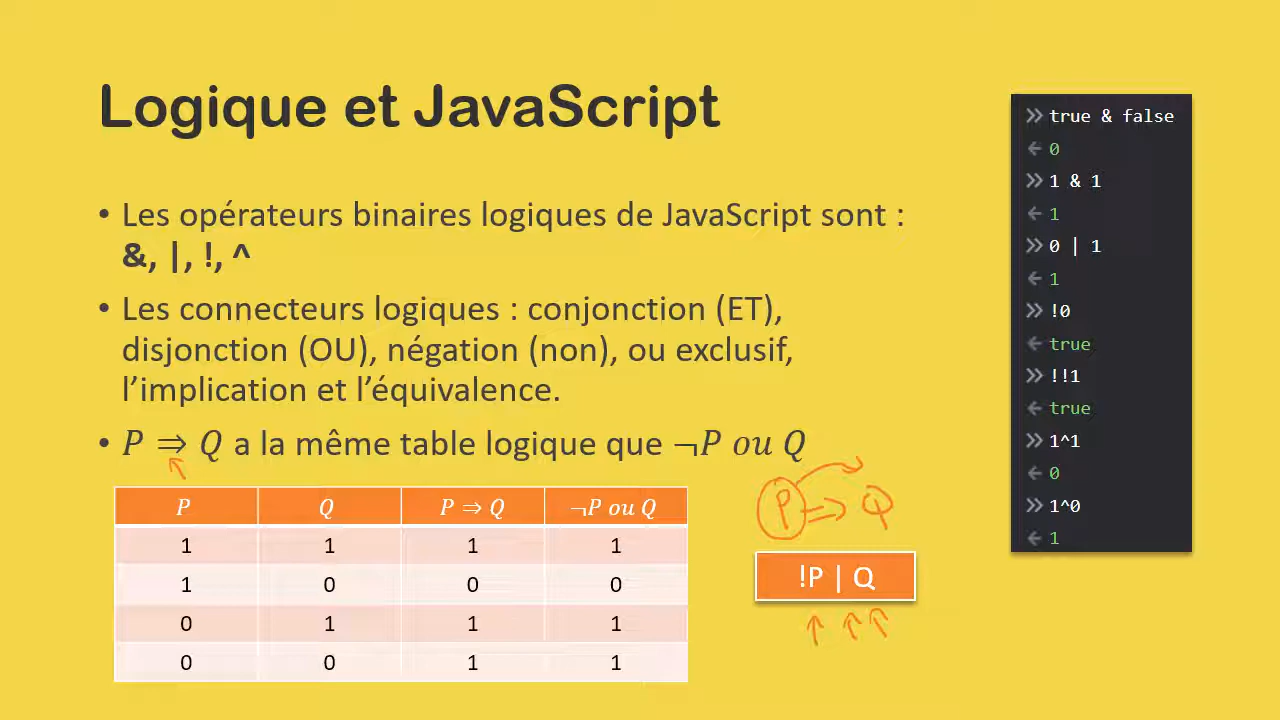 Logique et JavaScript
• Les opérateurs binaires logiques de JavaScript sont :
&, |, !, ^
• Les connecteurs logiques : conjonction (ET),
disjonction (OU), négation (non), ou exclusif,
l’implication et l’équivalence.
• P ⇒ Q a la même table logique que ¬P ou Q
P Q P ⇒ Q ¬P ou Q
1 1 1 1
1 0 0 0
0 1 1 1
0 0 1 1
P ⇒ Q
!P | Q
>> true & false
← 0
>> 1 & 1
← 1
>> 0 | 1
← 1
>> !0
← true
>> !!1
← true
>> 1^1
← 0
>> 1^0
← 1